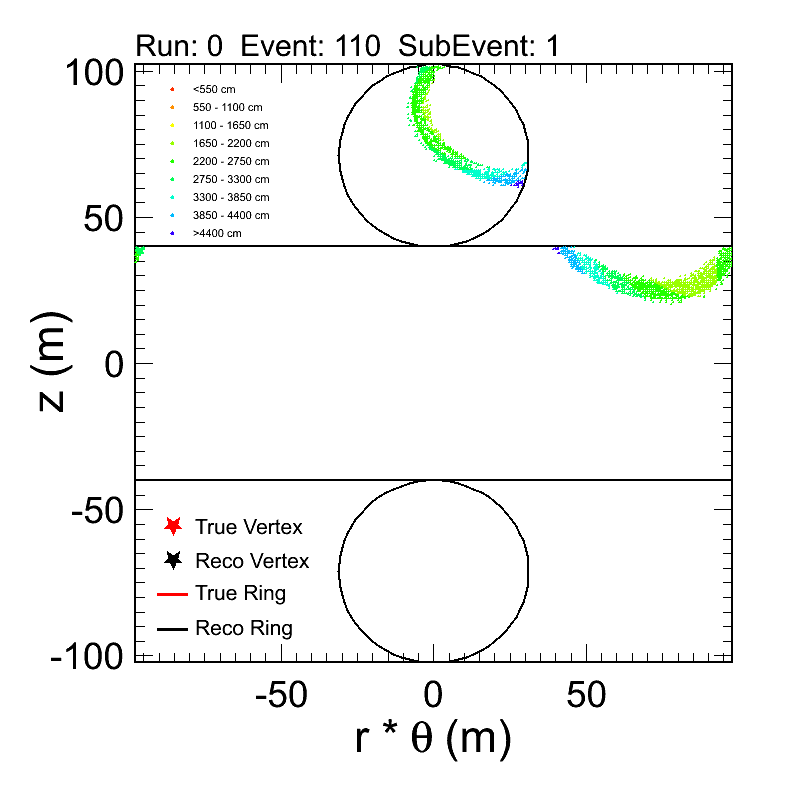 Run: 0  Event: 110  SubEvent: 1
100
<550 cm
550 - 1100 cm
1100 - 1650 cm
1650 - 2200 cm
2200 - 2750 cm
2750 - 3300 cm
3300 - 3850 cm
3850 - 4400 cm
>4400 cm
50
0
z (m)
-50
-100
True Vertex
Reco Vertex
True Ring
Reco Ring
-50 0 50
r * θ (m)